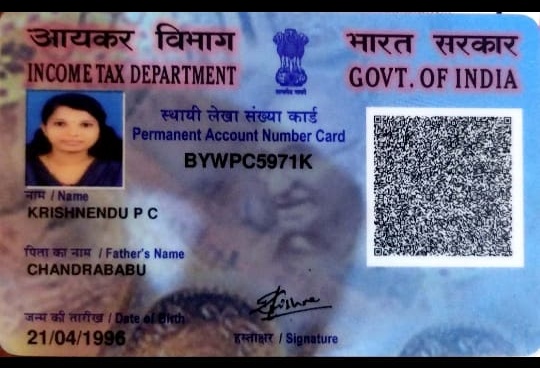 आयकर विभाग
INCOME TAX DEPARTMENT
भारत सरकार
GOVT. OF INDIA
स्थायी लेखा संख्या कार्ड
Permanent Account Number Card
BYWPC5971K
नाम / Name
KRISHNENDU P C
पिता का नाम / Father's Name
CHANDRABABU
जन्म की तारीख / Date of Birth
21/04/1996
हस्ताक्षर / Signature